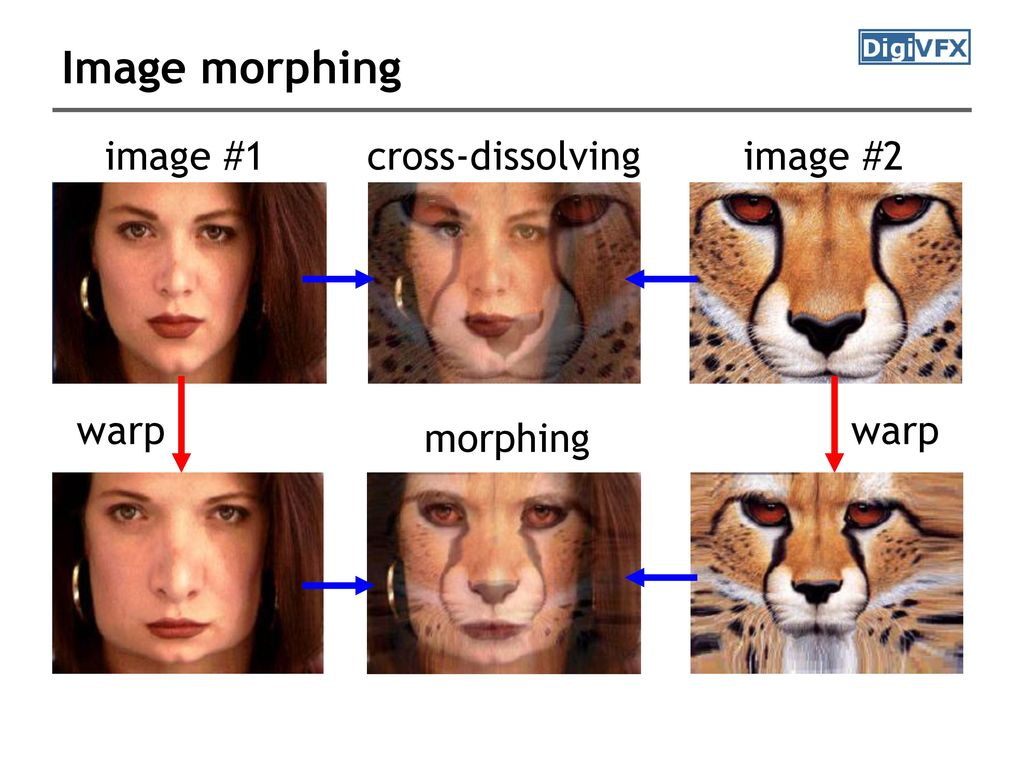 Image morphing
DigiVFX
image #1
cross-dissolving
image #2
warp
morphing
warp